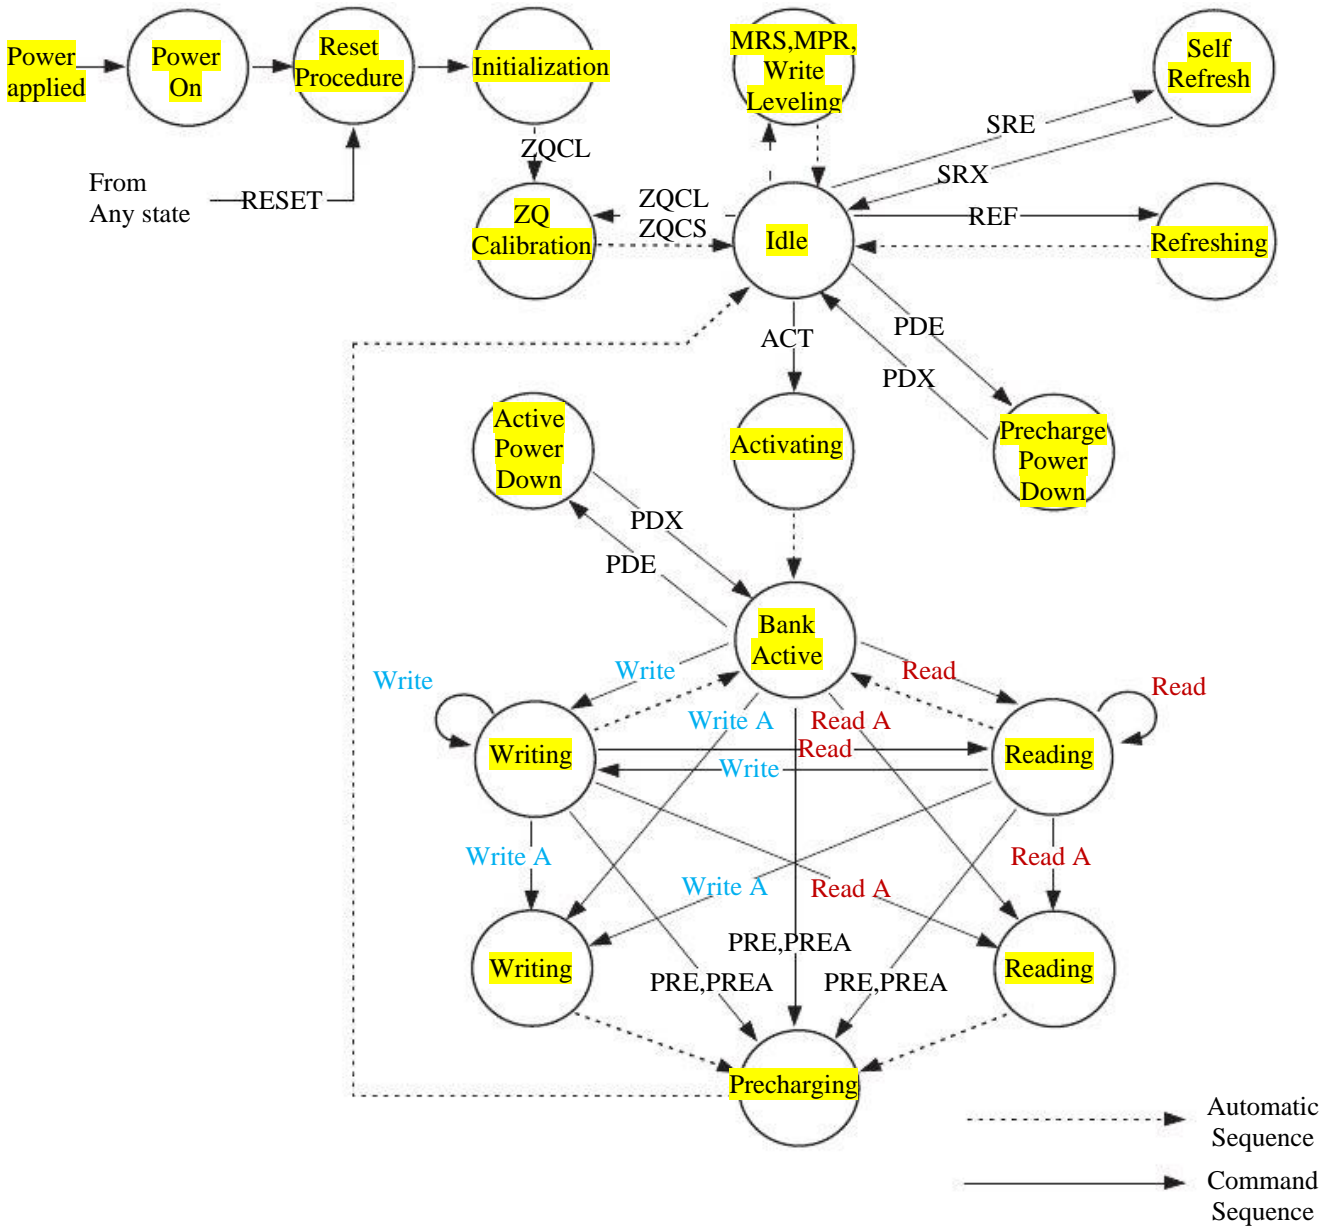 Power
applied
Power
On
Reset
Procedure
Initialization
MRS,MPR,
Write
Leveling
Self
Refresh
From
Any state
RESET
ZQCL
SRE
SRX
ZQ
Calibration
ZQCL
ZQCS
Idle
REF
Refreshing
ACT
PDE
PDX
Active
Power
Down
Activating
Precharge
Power
Down
PDX
PDE
Bank
Active
Write
Write
Read
Read
Write A
Read A
Writing
Read
Write
Reading
Write A
Write A
Read A
Read A
Writing
PRE,PREA
PRE,PREA
PRE,PREA
Reading
Precharging
Automatic
Sequence
Command
Sequence